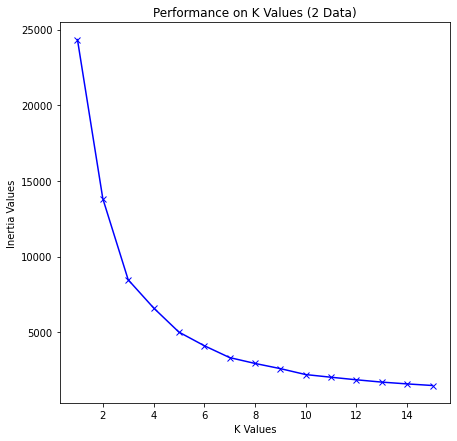 Performance on K Values (2 Data)
25000
20000
15000
10000
5000
Inertia Values
2 4 6 8 10 12 14
K Values